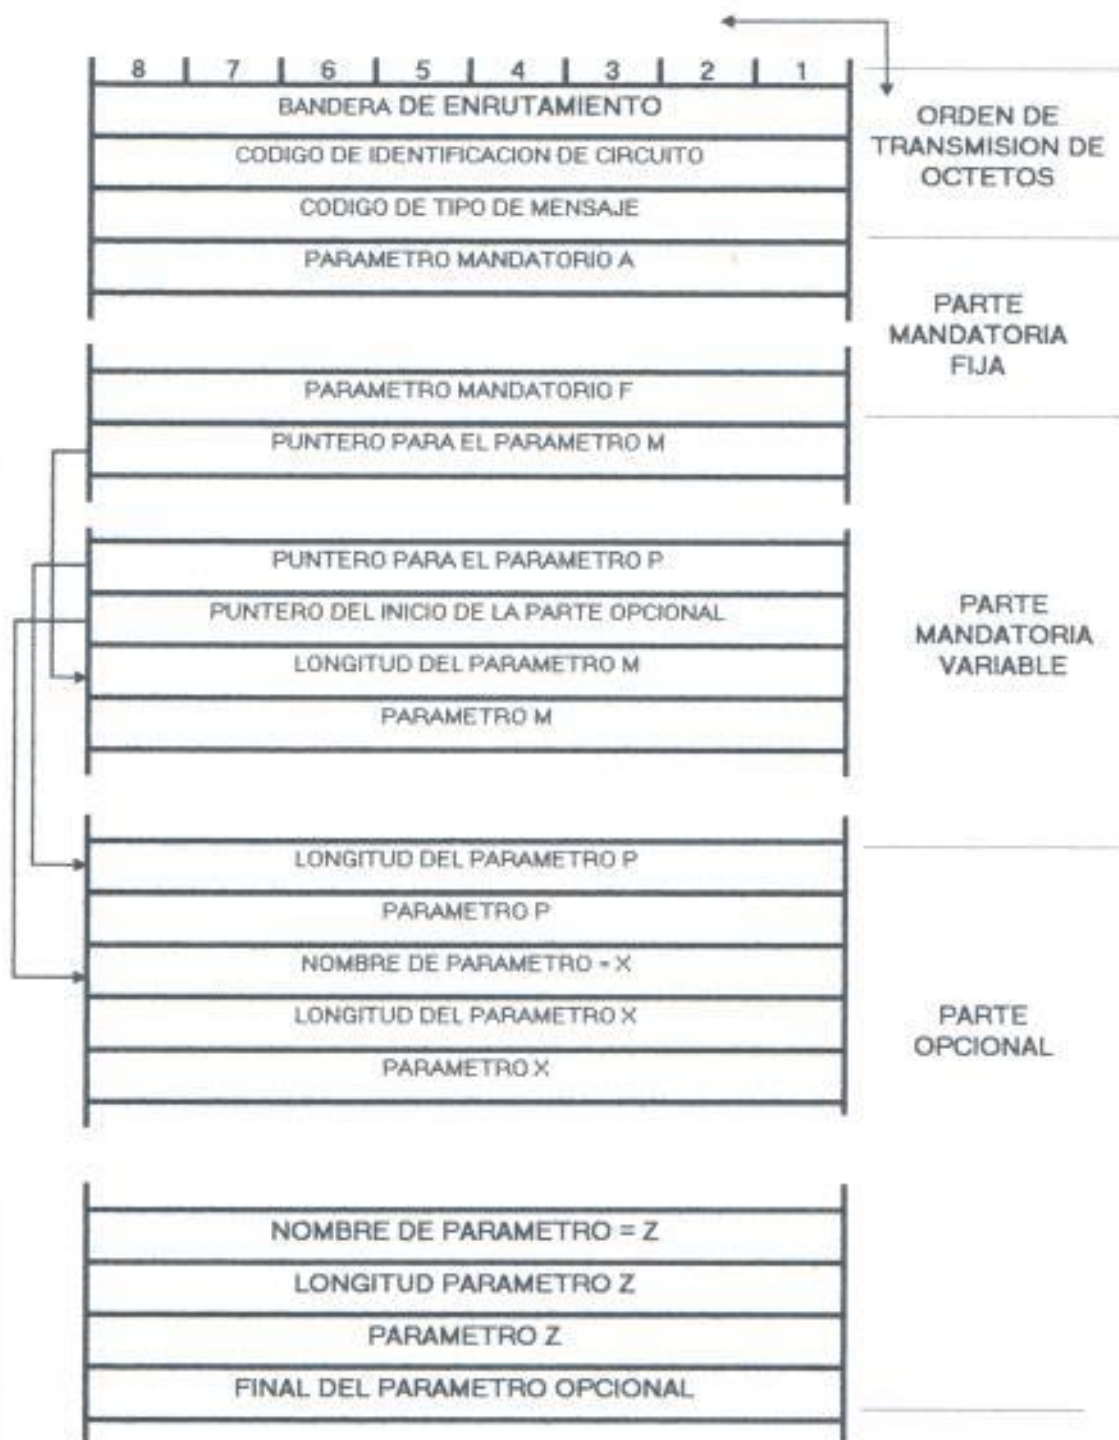 8 7 6 5 4 3 2 1
BANDERA DE ENRUTAMIENTO
CODIGO DE IDENTIFICACION DE CIRCUITO
CODIGO DE TIPO DE MENSAJE
ORDEN DE
TRANSMISION DE
OCTETOS
PARAMETRO MANDATORIO A
PARAMETRO MANDATORIO F
PARTE
MANDATORIA
FIJA
PUNTERO PARA EL PARAMETRO M
PUNTERO PARA EL PARAMETRO P
PUNTERO DEL INICIO DE LA PARTE OPCIONAL
LONGITUD DEL PARAMETRO M
PARAMETRO M
PARTE
MANDATORIA
VARIABLE
LONGITUD DEL PARAMETRO P
PARAMETRO P
NOMBRE DE PARAMETRO = X
LONGITUD DEL PARAMETRO X
PARAMETRO X
PARTE
OPCIONAL
NOMBRE DE PARAMETRO = Z
LONGITUD PARAMETRO Z
PARAMETRO Z
FINAL DEL PARAMETRO OPCIONAL